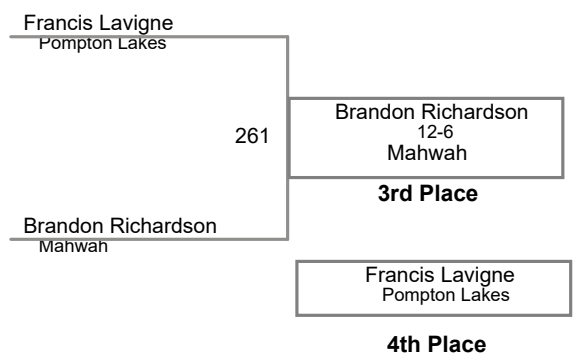 Francis Lavigne
Pompton Lakes
261
Brandon Richardson
12-6
Mahwah
3rd Place
Brandon Richardson
Mahwah
Francis Lavigne
Pompton Lakes
4th Place